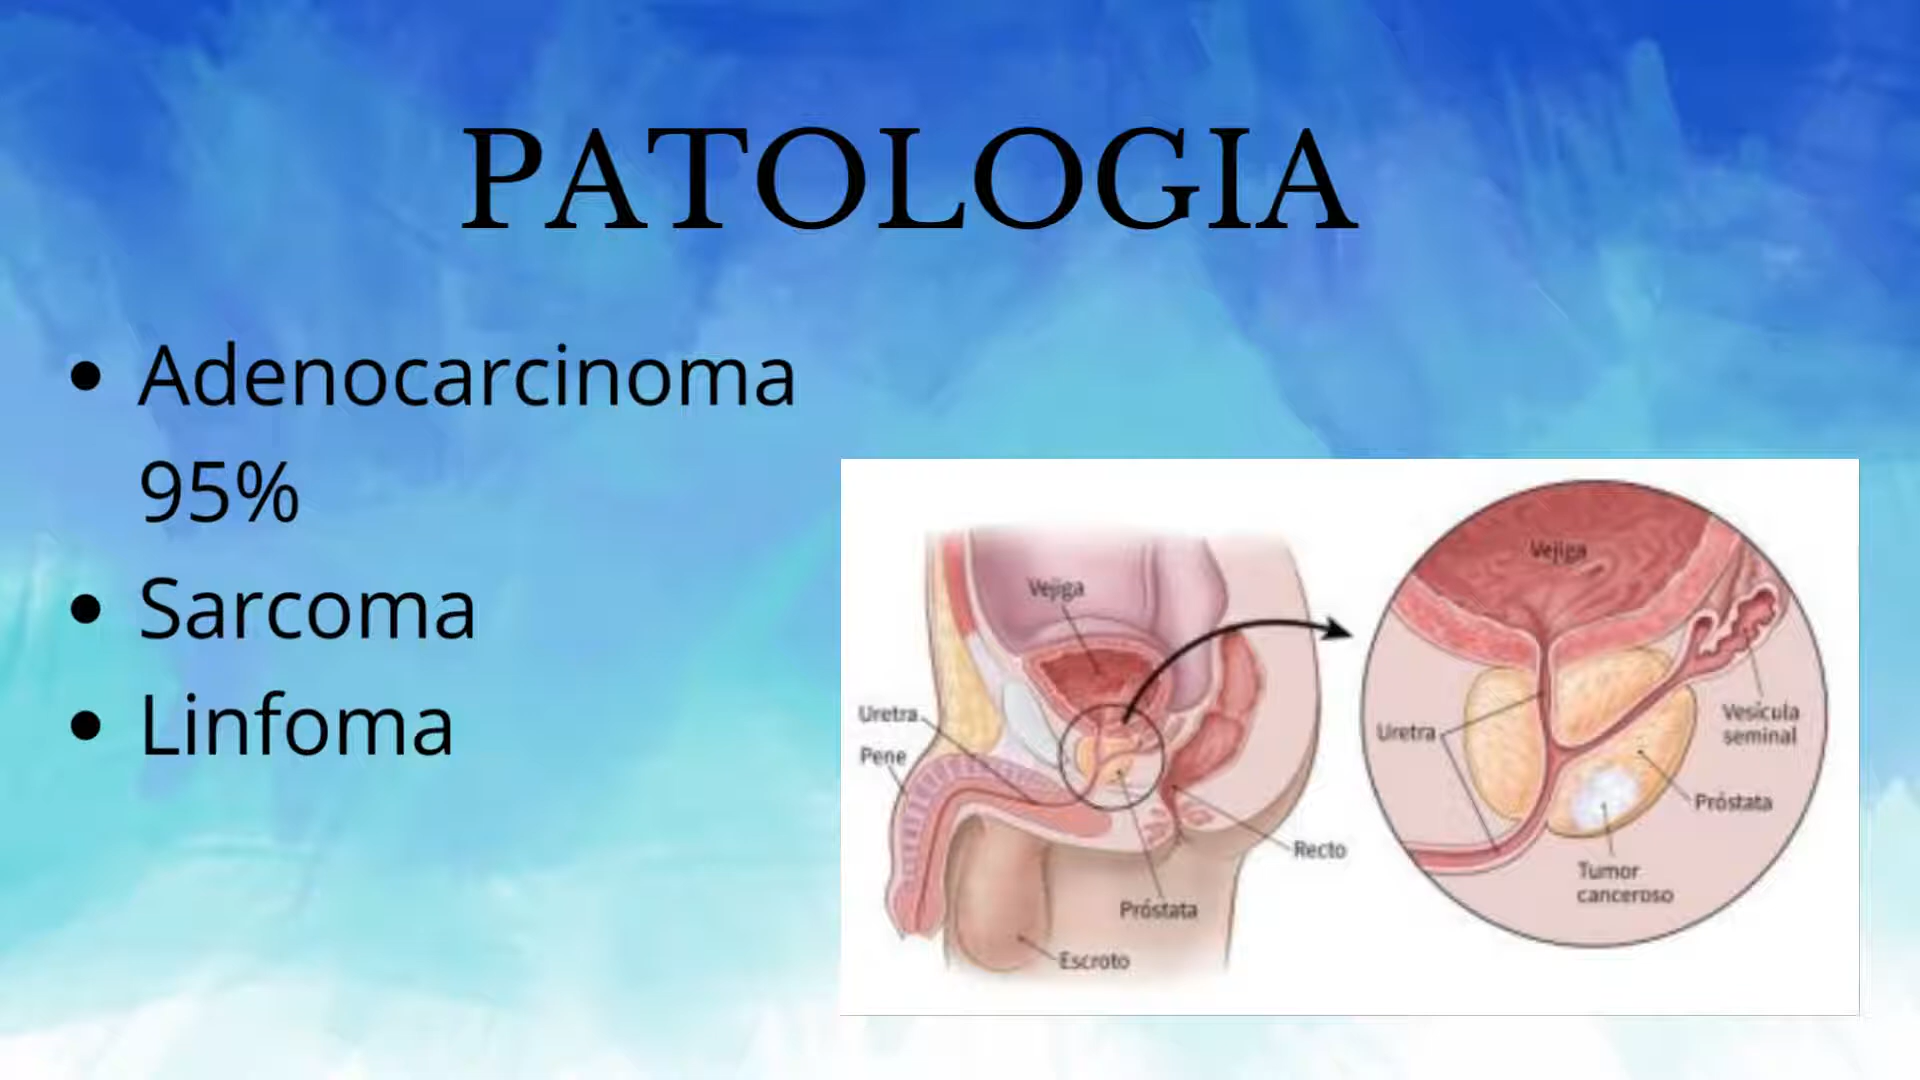 PATOLOGIA
• Adenocarcinoma
95%
• Sarcoma
• Linfoma
Vejiga
Uretra
Pene
Recto
Próstata
Escroto
Vejiga
Uretra
Vesícula
seminal
Próstata
Tumor
canceroso